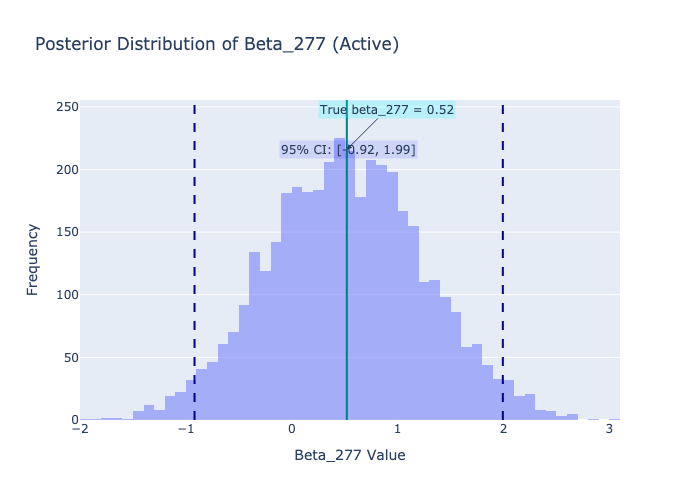 Posterior Distribution of Beta_277 (Active)
True beta_277 = 0.52
95% CI: [-0.92, 1.99]
250
200
150
100
50
0
Frequency
−2
−1
0
1
2
3
Beta_277 Value